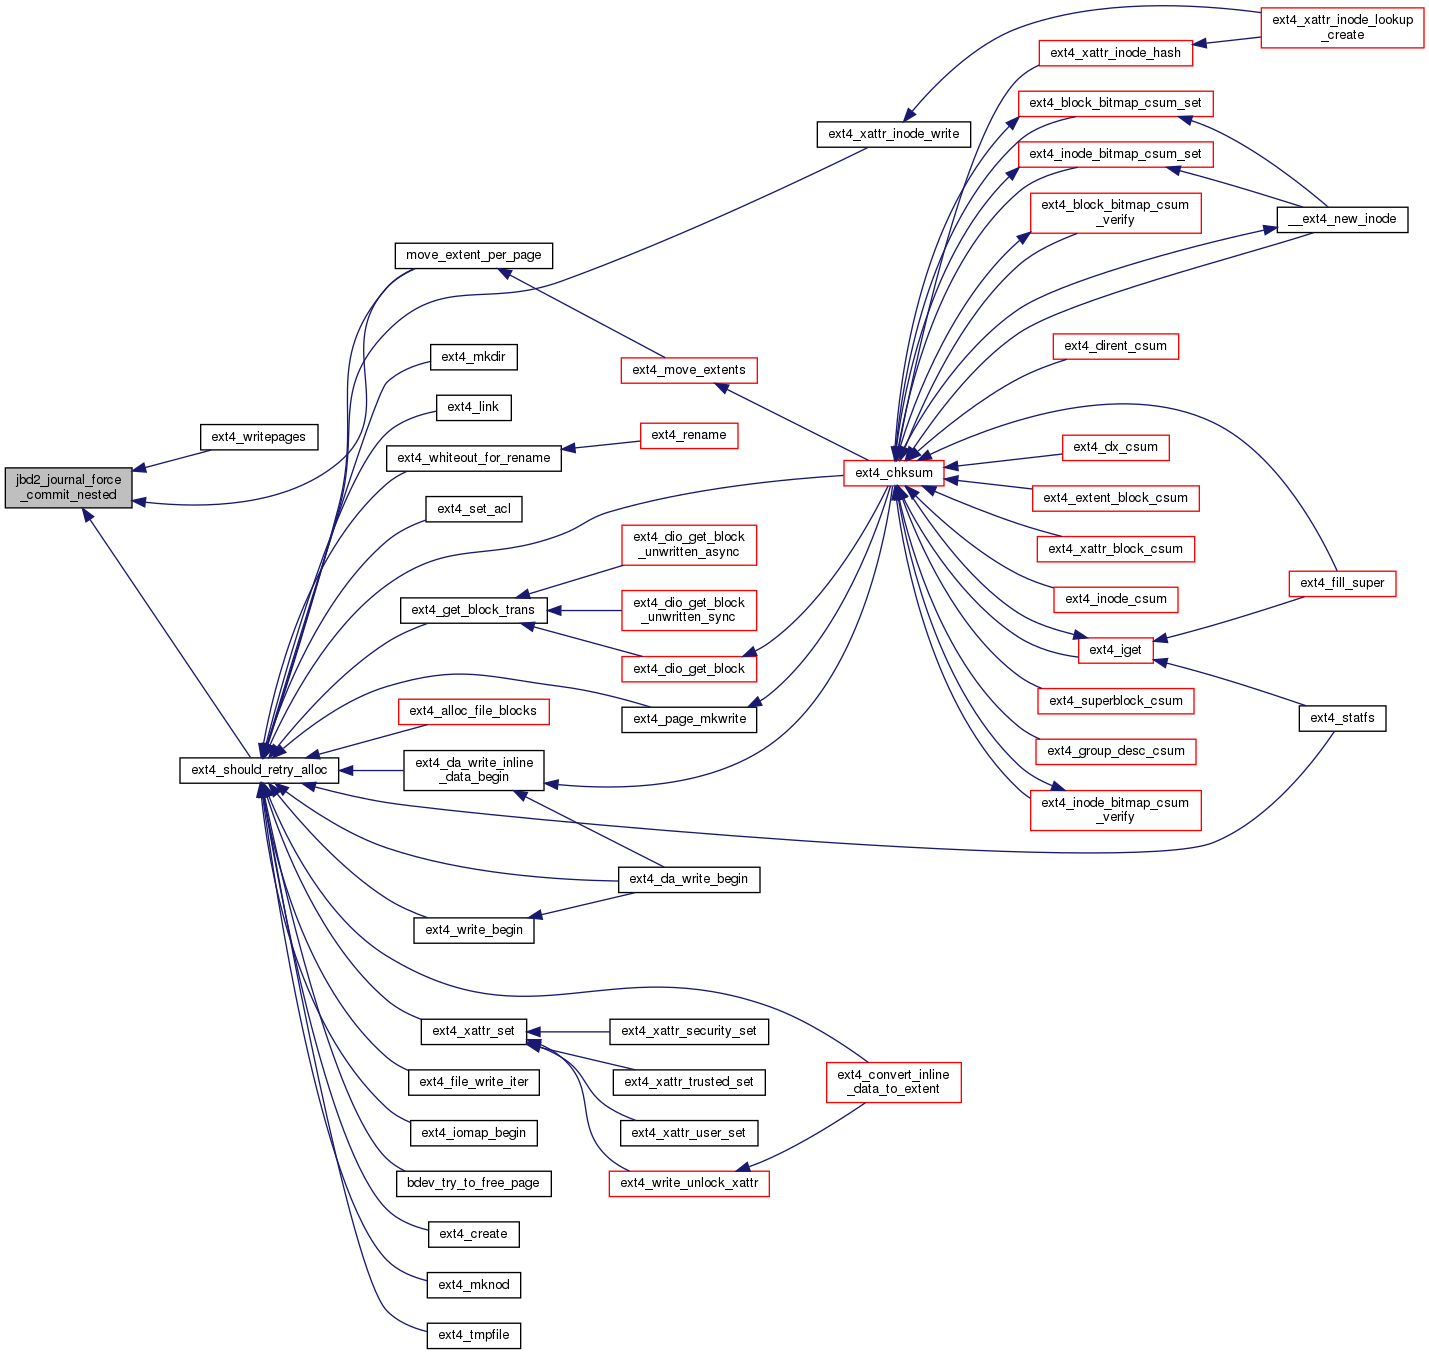 jbd2_journal_force
_commit_nested
ext4_writepages
ext4_should_retry_alloc
move_extent_per_page
ext4_mkdir
ext4_link
ext4_whiteout_for_rename
ext4_set_acl
ext4_get_block_trans
ext4_alloc_file_blocks
ext4_da_write_inline
_data_begin
ext4_write_begin
ext4_xattr_set
ext4_file_write_iter
ext4_iomap_begin
bdev_try_to_free_page
ext4_create
ext4_mknod
ext4_tmpfile
ext4_move_extents
ext4_rename
ext4_dio_get_block
_unwritten_async
ext4_dio_get_block
_unwritten_sync
ext4_dio_get_block
ext4_page_mkwrite
ext4_da_write_begin
ext4_xattr_security_set
ext4_xattr_trusted_set
ext4_xattr_user_set
ext4_write_unlock_xattr
ext4_xattr_inode_write
ext4_chksum
ext4_convert_inline
_data_to_extent
ext4_xattr_inode_hash
ext4_block_bitmap_csum_set
ext4_inode_bitmap_csum_set
ext4_block_bitmap_csum
_verify
ext4_dirent_csum
ext4_dx_csum
ext4_extent_block_csum
ext4_xattr_block_csum
ext4_inode_csum
ext4_iget
ext4_superblock_csum
ext4_group_desc_csum
ext4_inode_bitmap_csum
_verify
ext4_xattr_inode_lookup
_create
__ext4_new_inode
ext4_fill_super
ext4_statfs